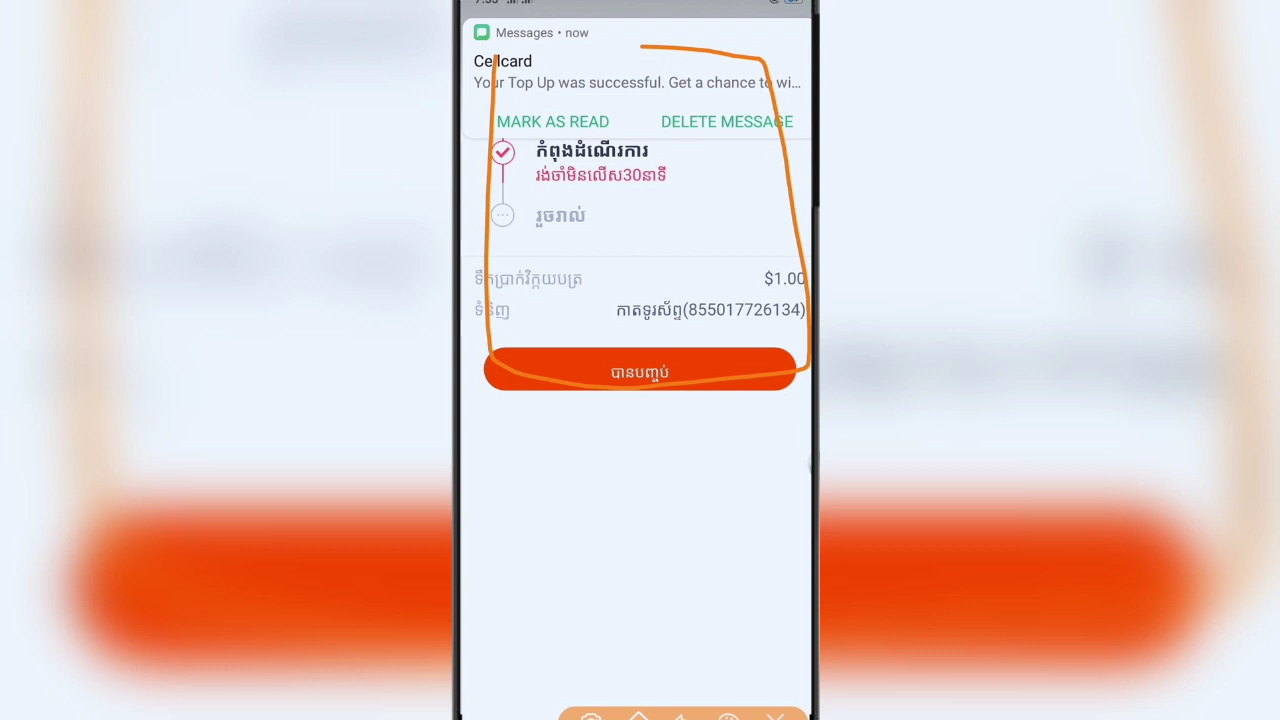 Messages • now
Cellcard
Your Top Up was successful. Get a chance to wi...
MARK AS READ DELETE MESSAGE
កំពុងដំណើរការ
រង់ចាំមិនលើស30នាទី
រួចរាល់
ទឹកប្រាក់វិក្កយបត្រ $1.00
ទំនិញ កាតទូរស័ព្ទ(855017726134)
បានបញ្ចប់